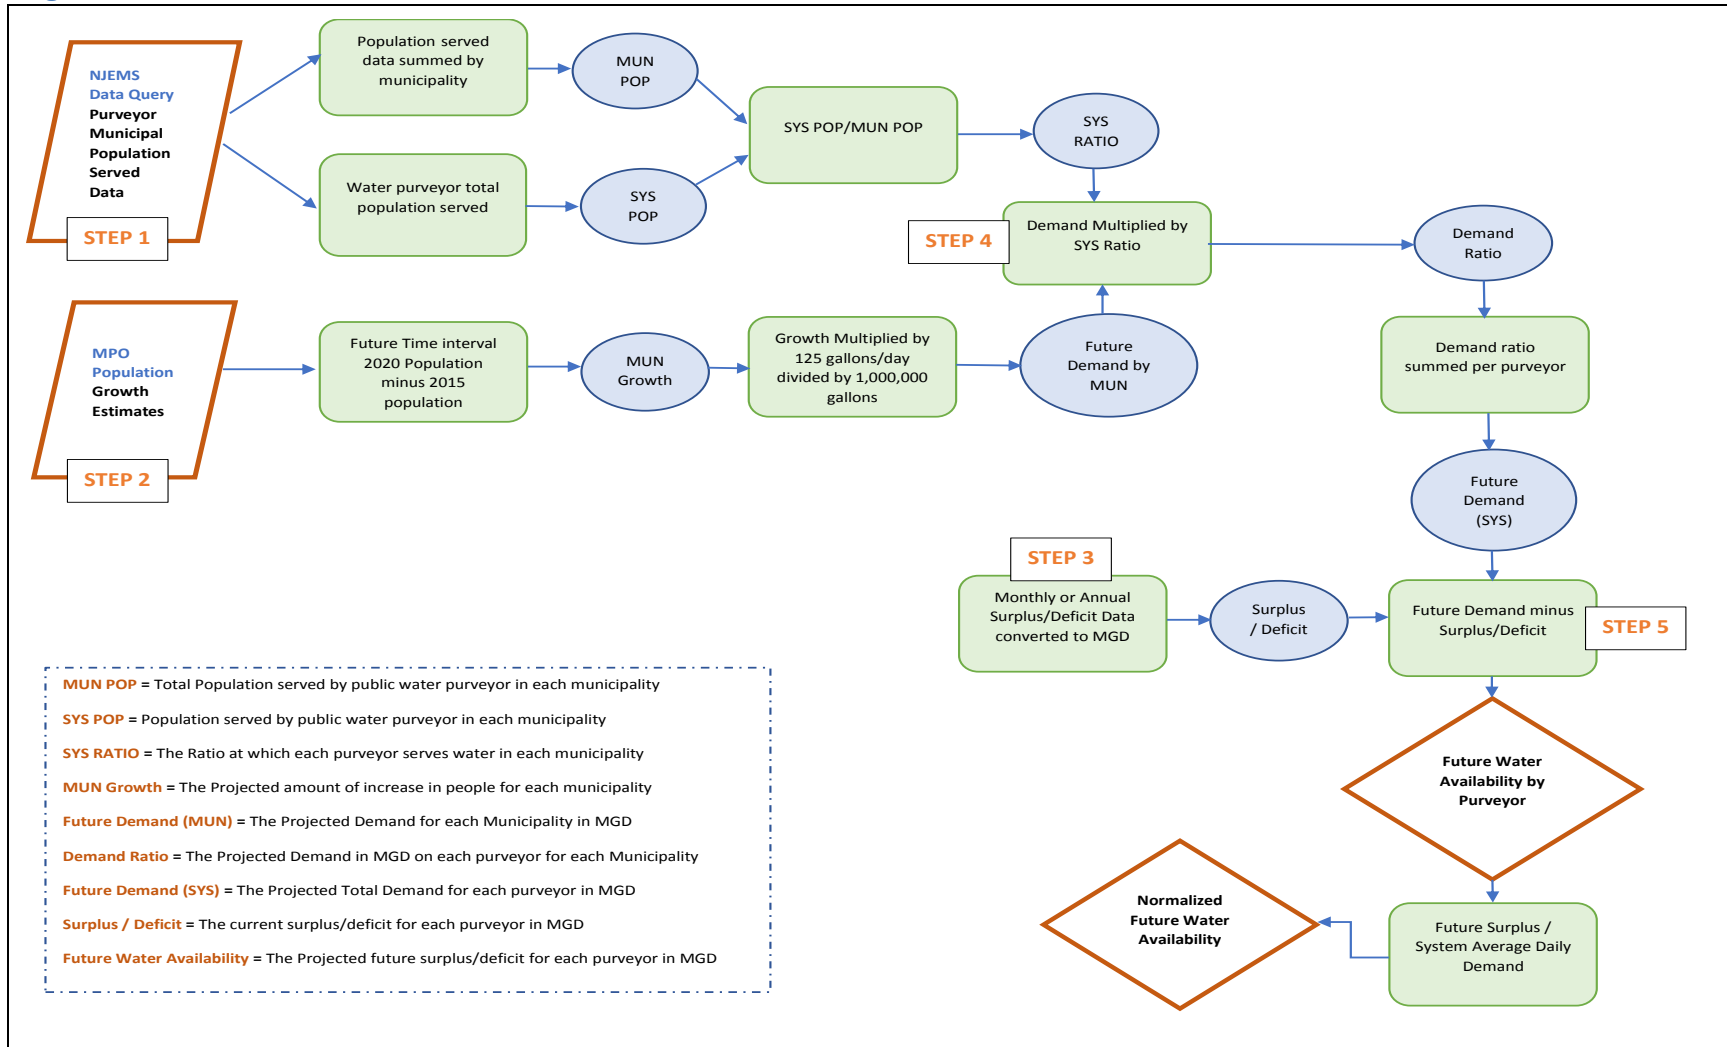 NJEMS
Data Query
Purveyor
Municipal
Population
Served
Data
STEP 1
Population served
data summed by
municipality
MUN
POP
Water purveyor total
population served
SYS
POP
SYS POP/MUN POP
SYS
RATIO
STEP 4
Demand Multiplied by
SYS Ratio
Demand
Ratio
MPO
Population
Growth
Estimates
STEP 2
Future Time interval
2020 Population
minus 2015
population
MUN
Growth
Growth Multiplied by
125 gallons/day
divided by 1,000,000
gallons
Future
Demand by
MUN
Demand ratio
summed per purveyor
Future
Demand
(SYS)
STEP 3
Monthly or Annual
Surplus/Deficit Data
converted to MGD
Surplus
/ Deficit
Future Demand minus
Surplus/Deficit
STEP 5
Future Water
Availability by
Purveyor
Future Surplus /
System Average Daily
Demand
Normalized
Future Water
Availability
MUN POP = Total Population served by public water purveyor in each municipality
SYS POP = Population served by public water purveyor in each municipality
SYS RATIO = The Ratio at which each purveyor serves water in each municipality
MUN Growth = The Projected amount of increase in people for each municipality
Future Demand (MUN) = The Projected Demand for each Municipality in MGD
Demand Ratio = The Projected Demand in MGD on each purveyor for each Municipality
Future Demand (SYS) = The Projected Total Demand for each purveyor in MGD
Surplus / Deficit = The current surplus/deficit for each purveyor in MGD
Future Water Availability = The Projected future surplus/deficit for each purveyor in MGD